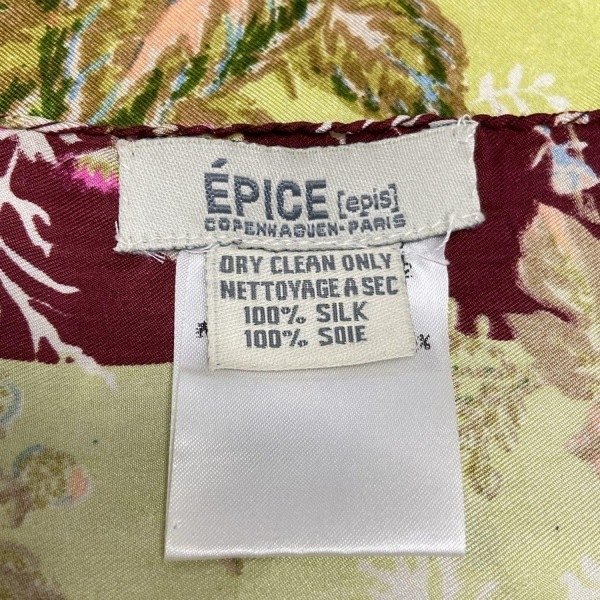 ÉPICE [epis]
COPENHAGUEN-PARIS
DRY CLEAN ONLY
NETTOYAGE A SEC
100% SILK
100% SOIE
%